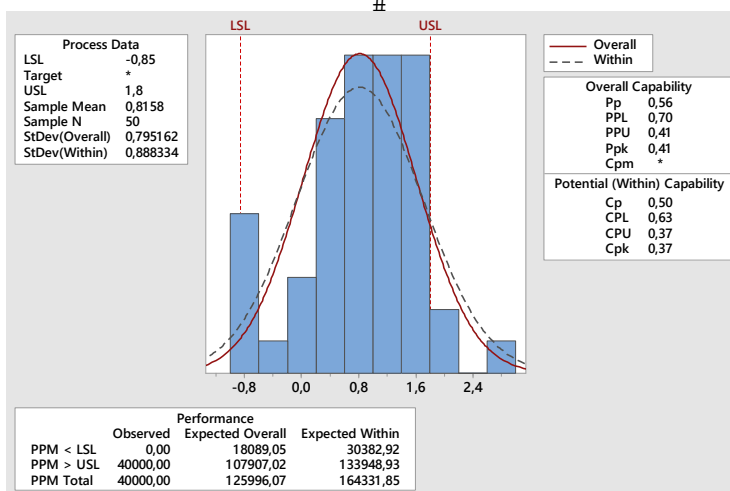 #
LSL USL
Process Data
LSL -0,85
Target *
USL 1,8
Sample Mean 0,8158
Sample N 50
StDev(Overall) 0,795162
StDev(Within) 0,888334
Overall
Within
Overall Capability
Pp 0,56
PPL 0,70
PPU 0,41
Ppk 0,41
Cpm *
Potential (Within) Capability
Cp 0,50
CPL 0,63
CPU 0,37
Cpk 0,37
-0,8 0,0 0,8 1,6 2,4
Performance
Observed Expected Overall Expected Within
PPM < LSL 0,00 18089,05 30382,92
PPM > USL 40000,00 107907,02 133948,93
PPM Total 40000,00 125996,07 164331,85